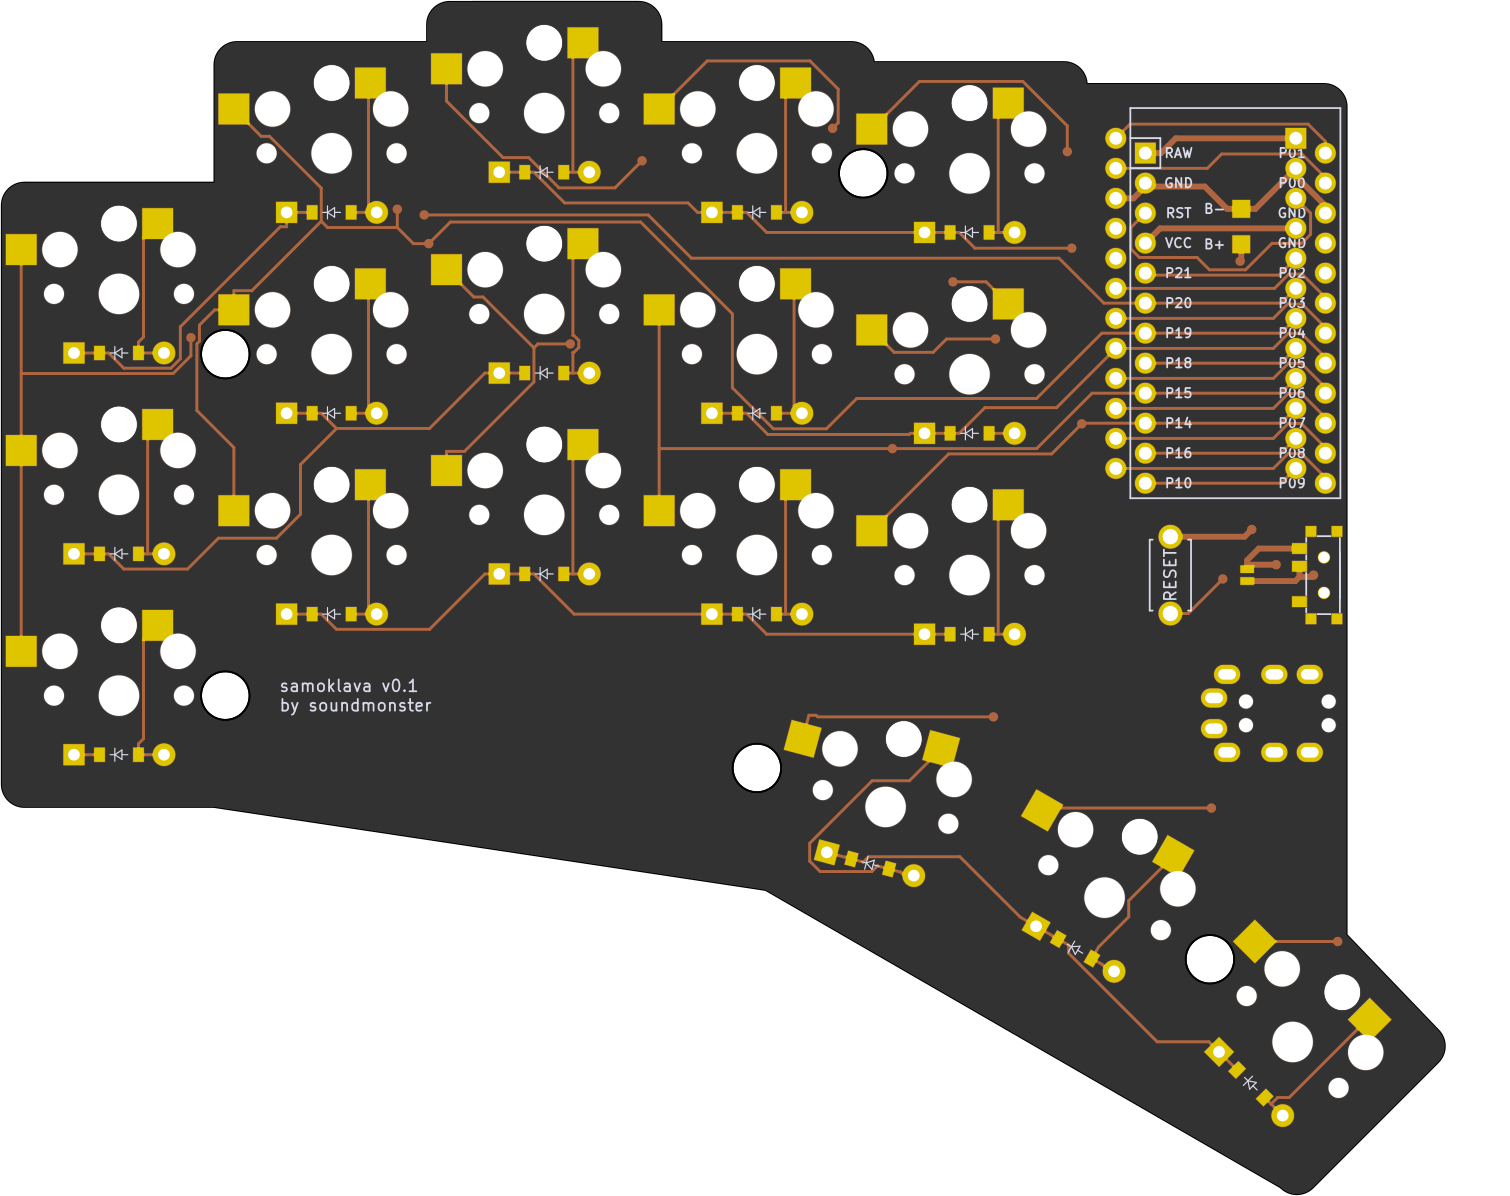 RAW P01
GND P00
RST B- GND
VCC B+ GND
P21 P02
P20 P03
P19 P04
P18 P05
P15 P06
P14 P07
P16 P08
P10 P09
RESET
samoklava v0.1
by soundmonster